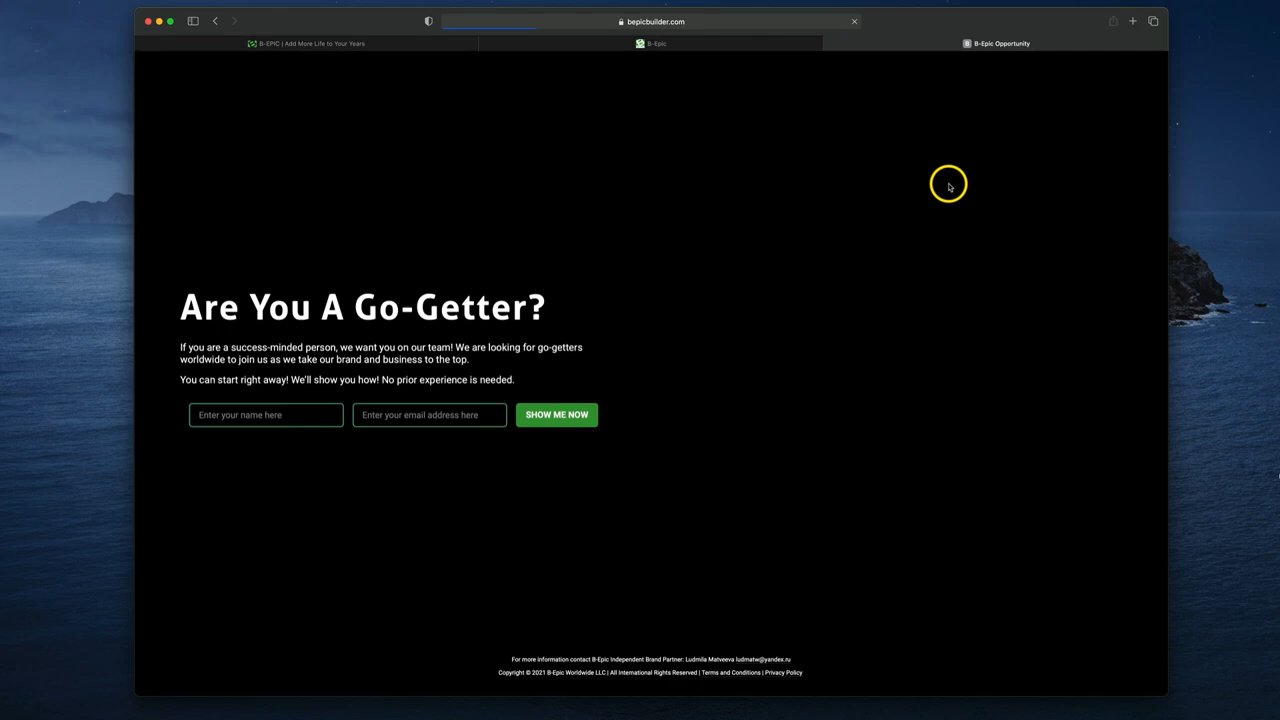 bepicbuilder.com
B-EPIC | Add More Life to Your Years
B-Epic
B
B-Epic Opportunity
Are You A Go-Getter?
If you are a success-minded person, we want you on our team! We are looking for go-getters
worldwide to join us as we take our brand and business to the top.
You can start right away! We'll show you how! No prior experience is needed.
Enter your name here
Enter your email address here
SHOW ME NOW
For more information contact B-Epic Independent Brand Partner: Ludmila Matveeva ludmatw@yandex.ru
Copyright © 2021 B-Epic Worldwide LLC | All International Rights Reserved | Terms and Conditions | Privacy Policy